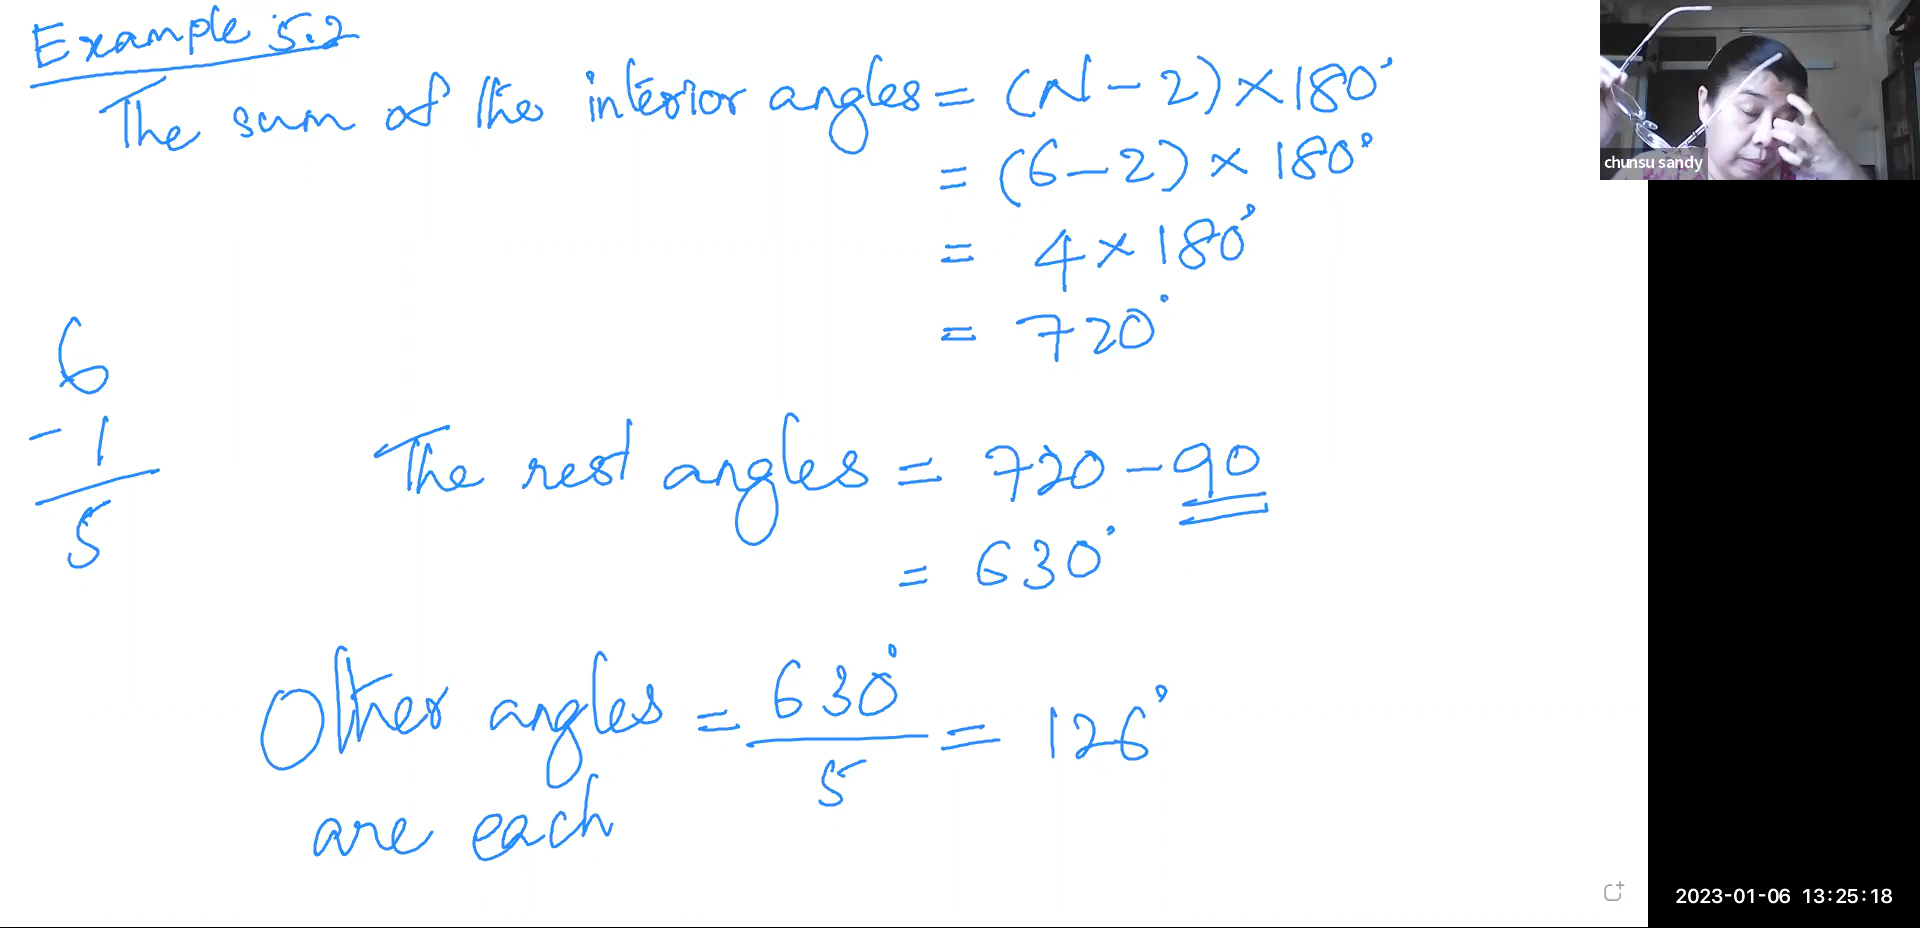 Example 5.2
The sum of the interior angles = (N - 2) × 180°
= (6 - 2) × 180°
= 4 × 180°
= 720°
6
- 1
5
The rest angles = 720 - 90
= 630°
Other angles = 630° / 5 = 126°
are each
chunsu sandy
2023-01-06 13:25:18